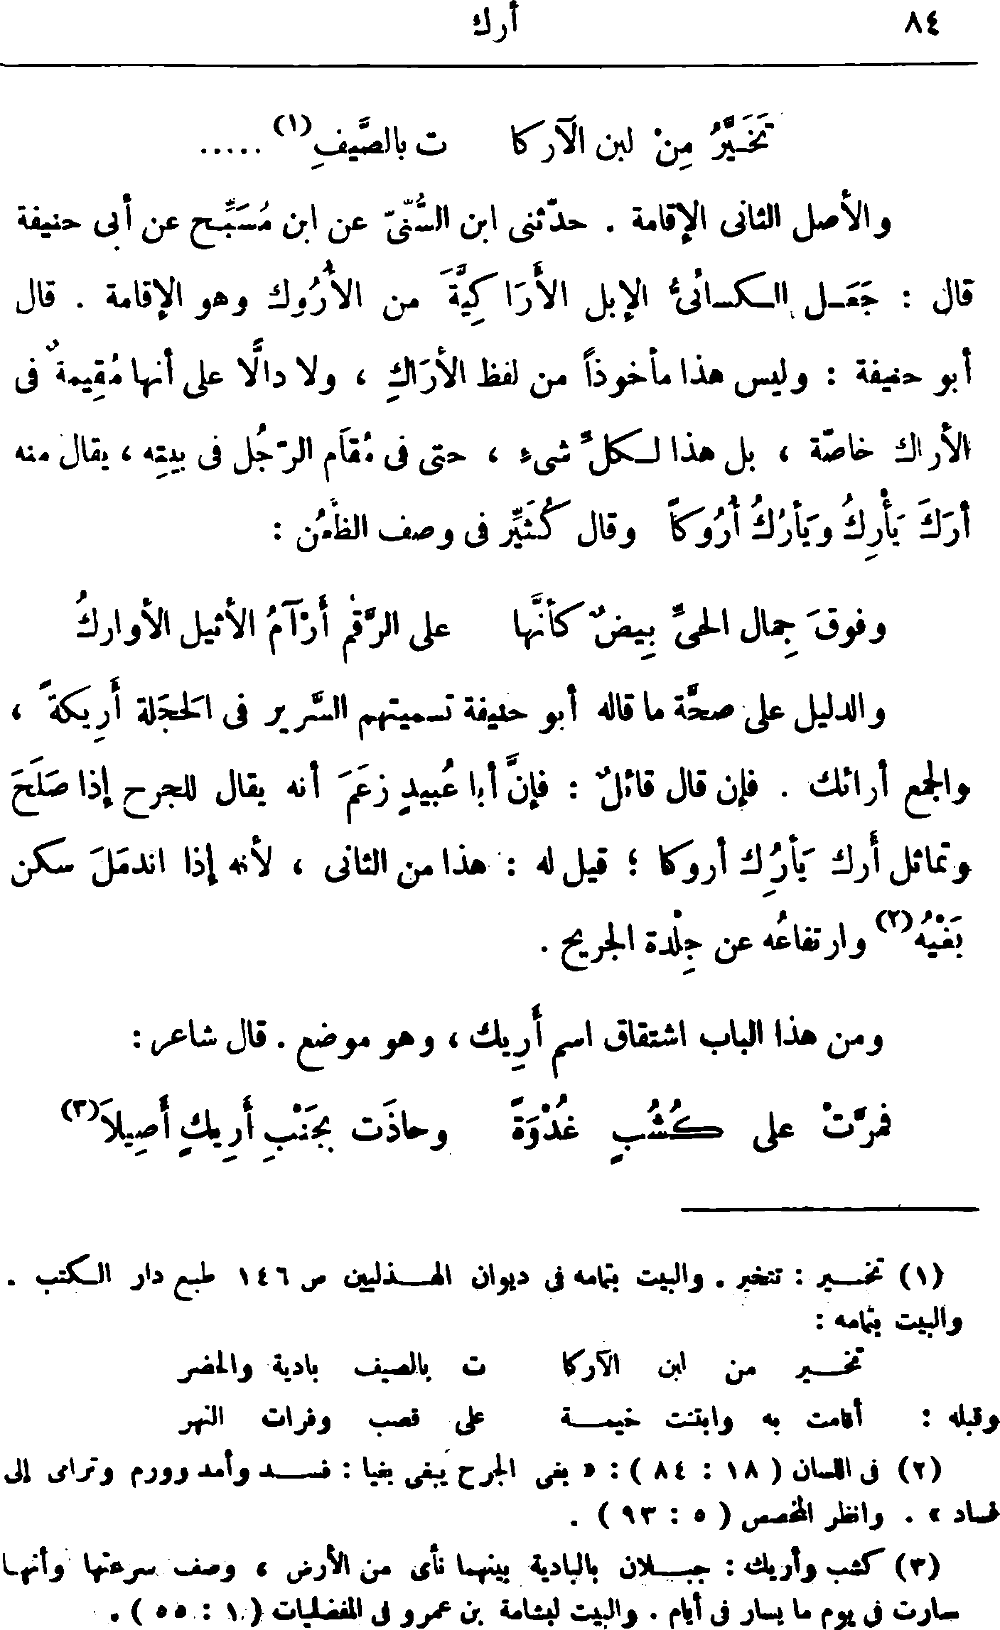 ٨٤ أرك
تَخَيَّرُ مِنْ لبن الآركا ت بالصَّيفِ(١) .....
والأصل الثانى الإقامة . حدّثنى ابن السُّنّىّ عن ابن مُسَبِّح عن أبى حنيفة
قال : جَعَل الكسائىُّ الإبل الأَرَاكِيَّةَ من الأُرُوك وهو الإقامة . قال
أبو حنيفة : وليس هذا مأخوذاً من لفظ الأرَاكِ ، ولا دالًّا على أنها مُقِيمةٌ فى
الأراك خاصّة ، بل هذا لكلِّ شىءٍ ، حتى فى مُقَام الرّجُل فى بيتِه ، يقال منه
أرَكَ يَأْرِكُ ويَأرُكُ أُرُوكاً وقال كُثَيِّر فى وصف الظُّعُن :
وفوقَ جِمال الحىِّ بِيضٌ كأنَّها على الرَّقْم أَرْآمُ الأثيل الأواركُ
والدليل على صحَّة ما قاله أبو حنيفة تسميتهم السَّرير فى الحَجَلة أَرِيكةً ،
والجمع أرائك . فإن قال قائلٌ : فإنَّ أبا عُبيدٍ زعَمَ أنه يقال للجرح إذا صَلَحَ
وتماثل أَرك يَأرُِك أروكا ؛ قيل له : هذا من الثانى ، لأنه إذا اندمَلَ سكن
بَغْيُه(٢) وارتفاعُه عن جِلْدة الجريح .
ومن هذا الباب اشتقاق اسم أَرِيك ، وهو موضع . قال شاعر :
فمرَّتْ على كُشُبٍ غُدْوَةً وحاذَت بجَنْبِ أَرِيكٍ أَصِيلاَ(٣)
(١) تخير : تتخير . والبيت بتمامه فى ديوان الهذليين ص ١٤٦ طبع دار الكتب .
والبيت بتمامه :
تخير من لبن الآركا ت بالصيف بادية والحضر
وقبله : أقامت به وابتنت خيمة على قصب وفرات النهر
(٢) فى اللسان ( ١٨ : ٨٤ ) : « بغى الجرح يبغى بغيا : فسد وأمد وورم وترامى إلى
فساد » . وانظر المخصص ( ٥ : ٩٣ ) .
(٣) كشب وأريك : جبلان بالبادية بينهما نأى من الأرض ، وصف سرعتها وأنها
سارت فى يوم ما يسار فى أيام . والبيت لبشامة بن عمرو فى المفضليات ( ١ : ٥٥ ) .